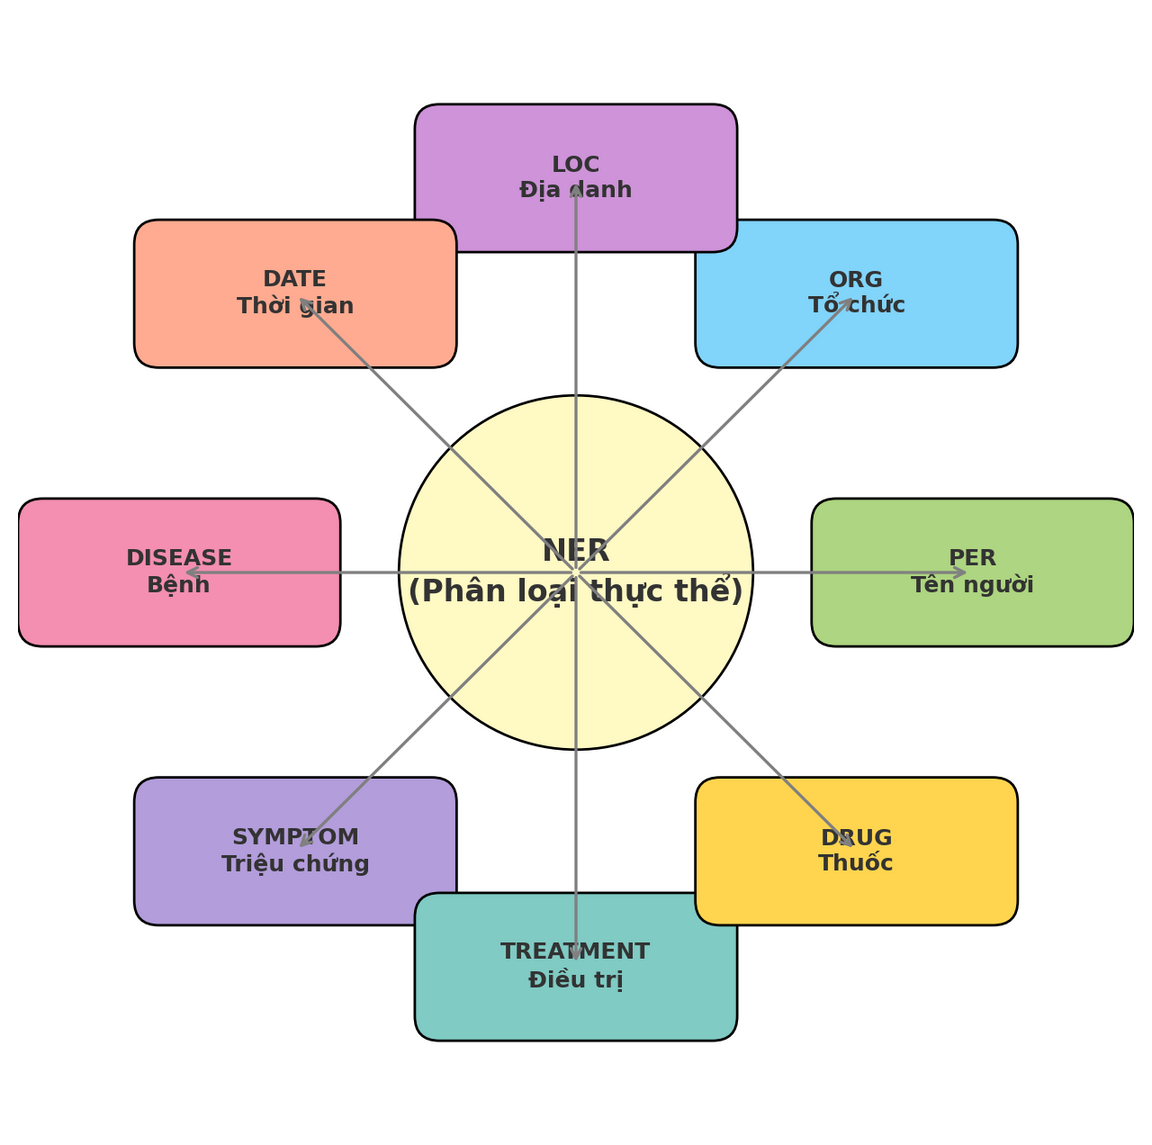 LOC
Địa danh
DATE
Thời gian
ORG
Tổ chức
NER
(Phân loại thực thể)
DISEASE
Bệnh
PER
Tên người
SYMPTOM
Triệu chứng
DRUG
Thuốc
TREATMENT
Điều trị